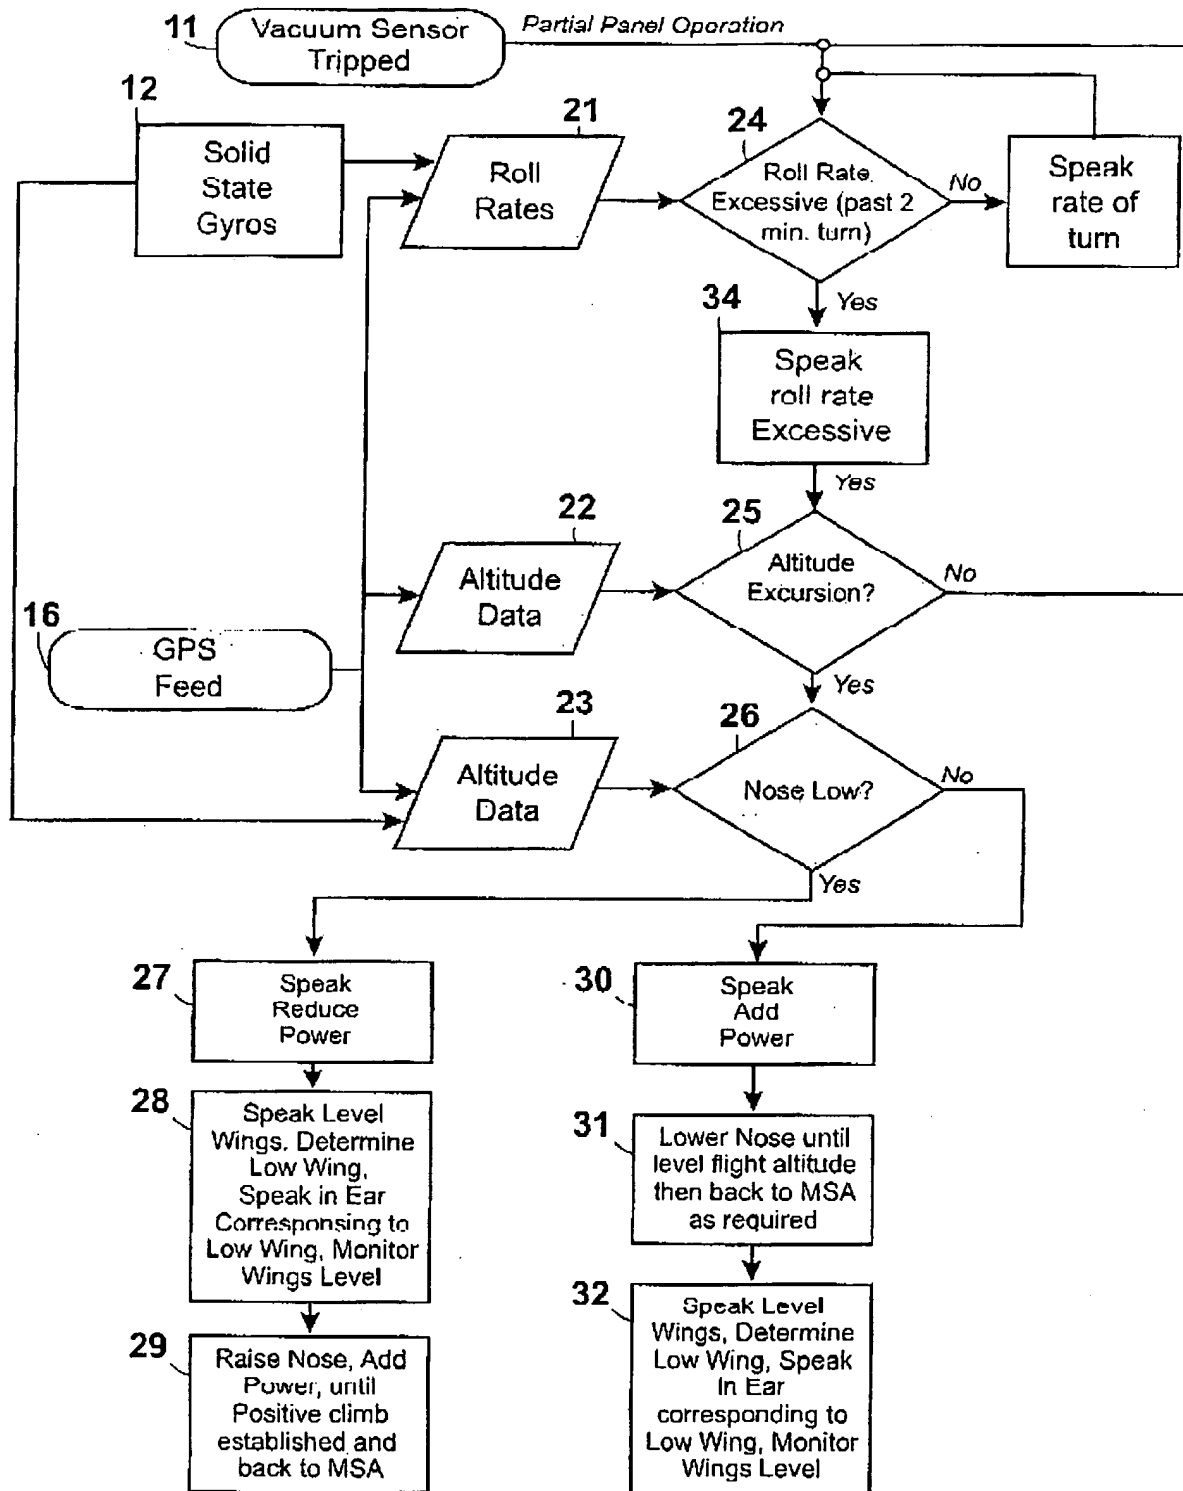 11
Vacuum Sensor
Tripped
Partial Panel Operation
12
Solid
State
Gyros
21
Roll
Rates
24
Roll Rate
Excessive (past 2
min. turn)
No
Speak
rate of
turn
Yes
34
Speak
roll rate
Excessive
Yes
22
Altitude
Data
25
Altitude
Excursion?
No
16
GPS
Feed
Yes
23
Altitude
Data
26
Nose Low?
No
Yes
27
Speak
Reduce
Power
30
Speak
Add
Power
28
Speak Level
Wings. Determine
Low Wing,
Speak in Ear
Corresponsing to
Low Wing, Monitor
Wings Level
31
Lower Nose until
level flight altitude
then back to MSA
as required
29
Raise Nose, Add
Power, until
Positive climb
established and
back to MSA
32
Speak Level
Wings, Determine
Low Wing, Speak
In Ear
corresponding to
Low Wing, Monitor
Wings Level